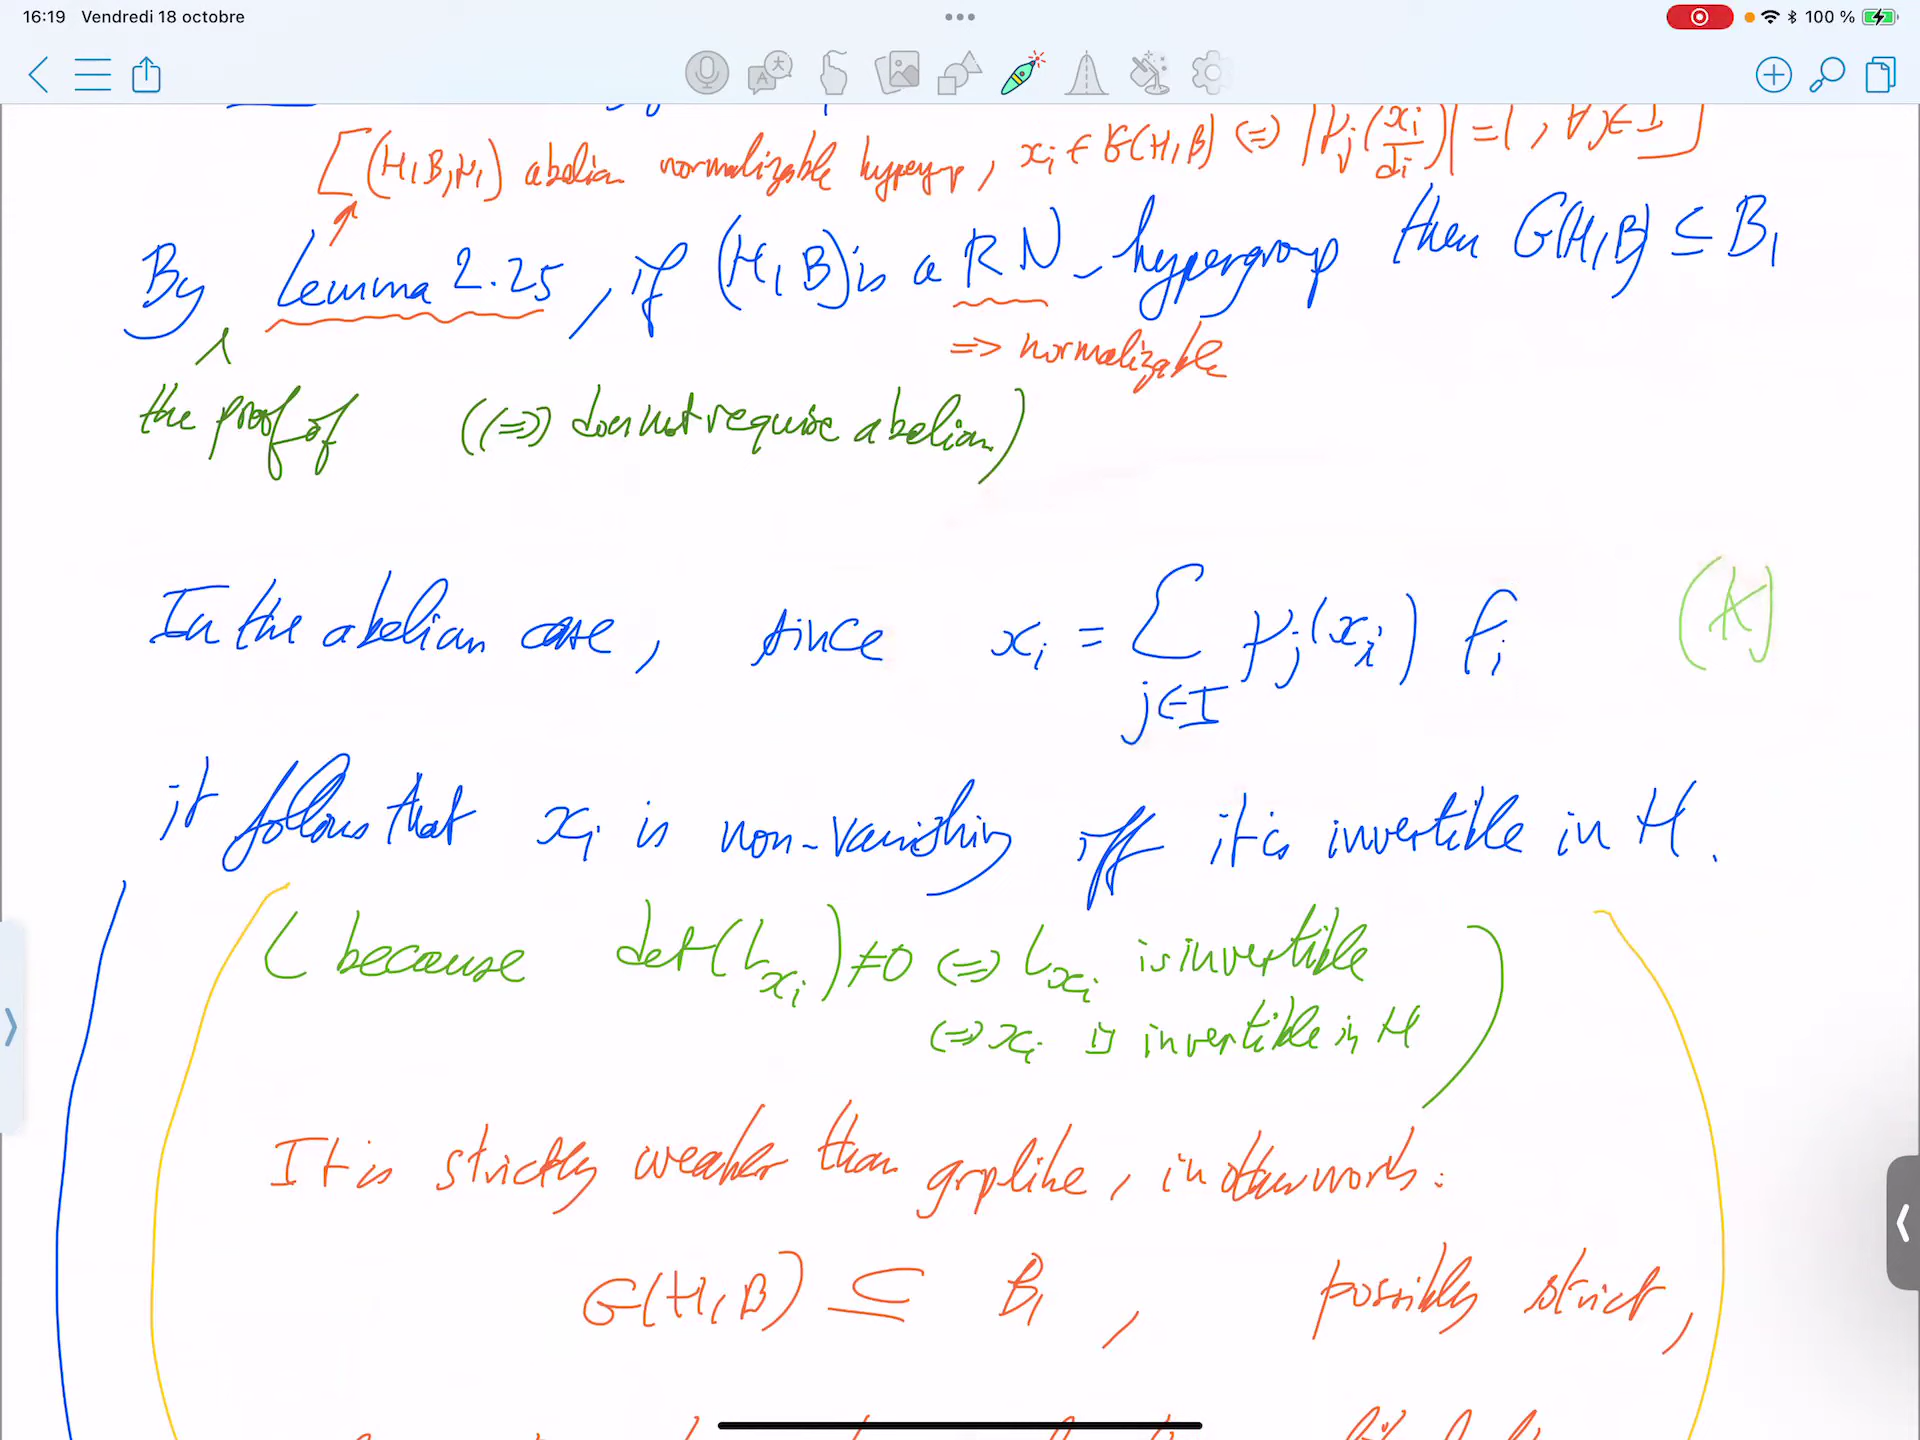 16:19 Vendredi 18 octobre
100 %
[(H,B,μ₁) abelian normalizable hypergrp, xᵢ ∈ G(H,B) ⇔ |μⱼ(xᵢ/dᵢ)| = 1, ∀j∈I]
By Lemma 2.25, if (H,B) is a RN-hypergroup then G(H,B) ⊆ B₁
⇒ normalizable
the proof of ((⇒) does not require abelian)
In the abelian case, since xᵢ = Σ_{j∈I} μⱼ(xᵢ) Fᵢ (*)
it follows that xᵢ is non-vanishing iff it is invertible in H.
(because det(L_{xᵢ}) ≠ 0 ⇔ L_{xᵢ} is invertible
⇔ xᵢ is invertible in H)
It is strictly weaker than grplike, in other words:
G(H,B) ⊆ B₁, possibly strict,